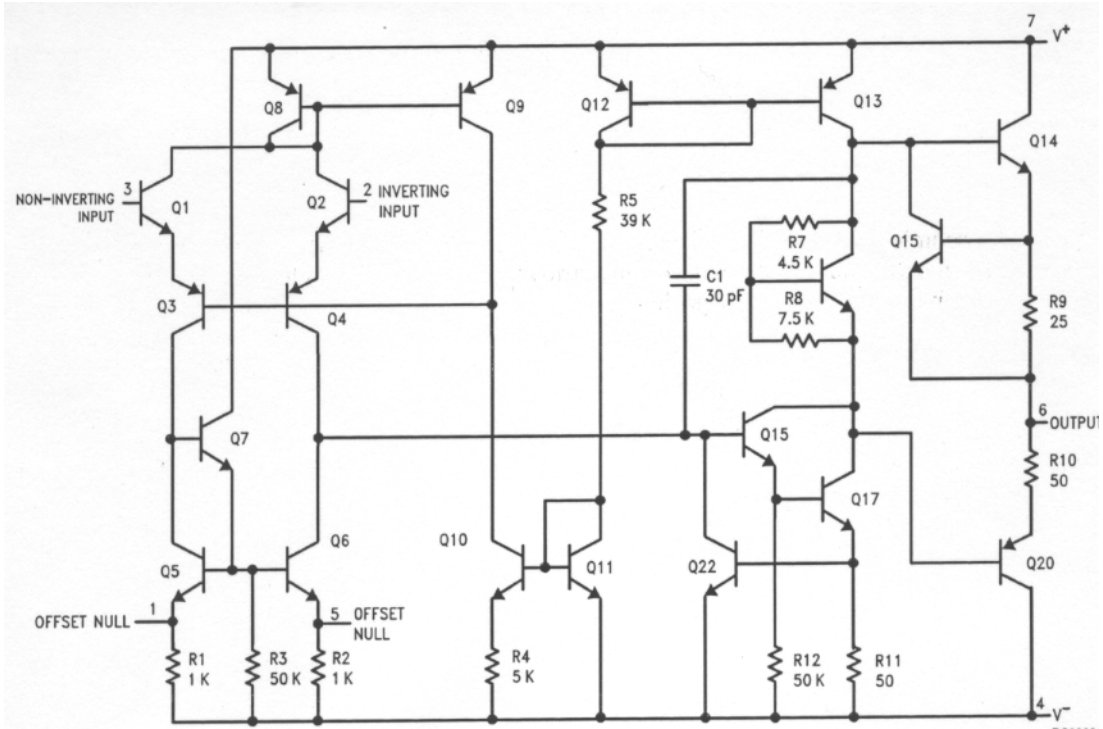 7
V+
Q8
Q9
Q12
Q13
Q14
3
NON-INVERTING
INPUT
Q1
Q2
2 INVERTING
INPUT
R5
39 K
R7
4.5 K
Q15
C1
30 pF
R8
7.5 K
R9
25
Q3
Q4
6
OUTPUT
Q7
Q15
R10
50
Q17
Q5
Q6
Q10
Q11
Q22
Q20
1
OFFSET NULL
5 OFFSET
NULL
R1
1 K
R3
50 K
R2
1 K
R4
5 K
R12
50 K
R11
50
4
V−